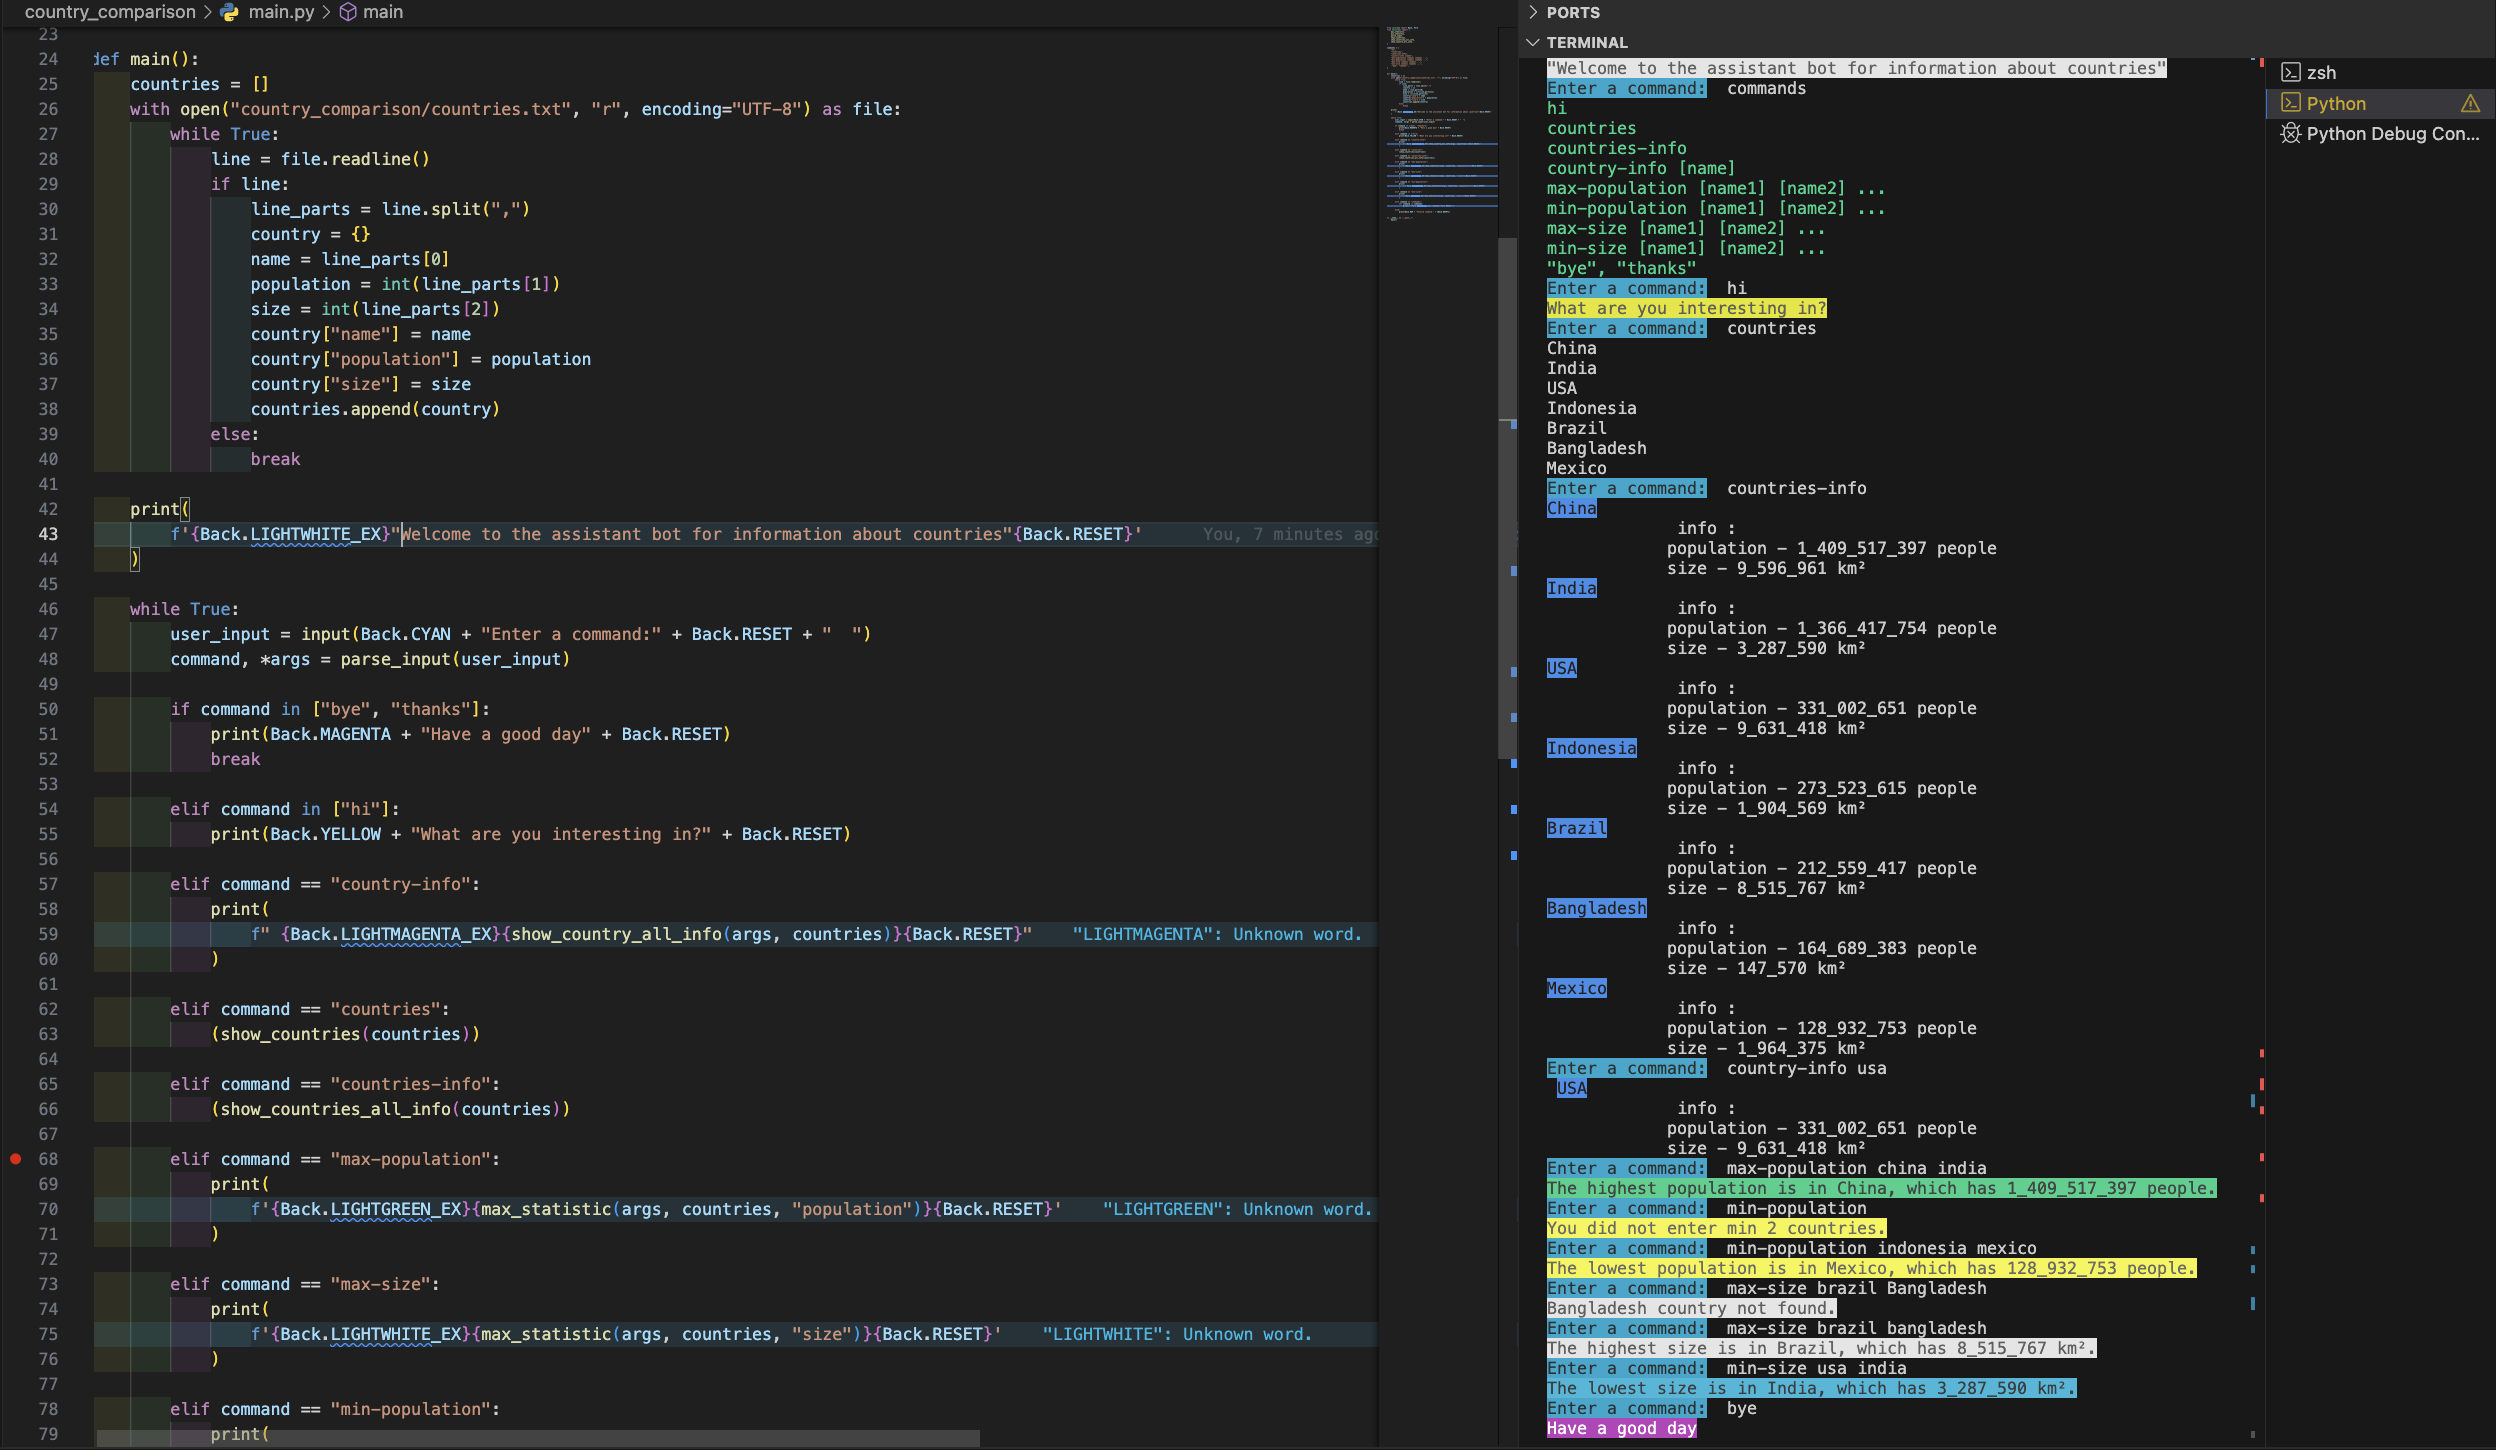 country_comparison > main.py > main
23
24 def main():
25 countries = []
26 with open("country_comparison/countries.txt", "r", encoding="UTF-8") as file:
27 while True:
28 line = file.readline()
29 if line:
30 line_parts = line.split(",")
31 country = {}
32 name = line_parts[0]
33 population = int(line_parts[1])
34 size = int(line_parts[2])
35 country["name"] = name
36 country["population"] = population
37 country["size"] = size
38 countries.append(country)
39 else:
40 break
41
42 print(
43 f'{Back.LIGHTWHITE_EX}"Welcome to the assistant bot for information about countries"{Back.RESET}' You, 7 minutes ago
44 )
45
46 while True:
47 user_input = input(Back.CYAN + "Enter a command:" + Back.RESET + "  ")
48 command, *args = parse_input(user_input)
49
50 if command in ["bye", "thanks"]:
51 print(Back.MAGENTA + "Have a good day" + Back.RESET)
52 break
53
54 elif command in ["hi"]:
55 print(Back.YELLOW + "What are you interesting in?" + Back.RESET)
56
57 elif command == "country-info":
58 print(
59 f" {Back.LIGHTMAGENTA_EX}{show_country_all_info(args, countries)}{Back.RESET}" "LIGHTMAGENTA": Unknown word.
60 )
61
62 elif command == "countries":
63 (show_countries(countries))
64
65 elif command == "countries-info":
66 (show_countries_all_info(countries))
67
68 elif command == "max-population":
69 print(
70 f'{Back.LIGHTGREEN_EX}{max_statistic(args, countries, "population")}{Back.RESET}' "LIGHTGREEN": Unknown word.
71 )
72
73 elif command == "max-size":
74 print(
75 f'{Back.LIGHTWHITE_EX}{max_statistic(args, countries, "size")}{Back.RESET}' "LIGHTWHITE": Unknown word.
76 )
77
78 elif command == "min-population":
79 print(
PORTS
TERMINAL
"Welcome to the assistant bot for information about countries"
Enter a command:  commands
hi
countries
countries-info
country-info [name]
max-population [name1] [name2] ...
min-population [name1] [name2] ...
max-size [name1] [name2] ...
min-size [name1] [name2] ...
"bye", "thanks"
Enter a command:  hi
What are you interesting in?
Enter a command:  countries
China
India
USA
Indonesia
Brazil
Bangladesh
Mexico
Enter a command:  countries-info
China
info :
population – 1_409_517_397 people
size – 9_596_961 km²
India
info :
population – 1_366_417_754 people
size – 3_287_590 km²
USA
info :
population – 331_002_651 people
size – 9_631_418 km²
Indonesia
info :
population – 273_523_615 people
size – 1_904_569 km²
Brazil
info :
population – 212_559_417 people
size – 8_515_767 km²
Bangladesh
info :
population – 164_689_383 people
size – 147_570 km²
Mexico
info :
population – 128_932_753 people
size – 1_964_375 km²
Enter a command:  country-info usa
USA
info :
population – 331_002_651 people
size – 9_631_418 km²
Enter a command:  max-population china india
The highest population is in China, which has 1_409_517_397 people.
Enter a command:  min-population
You did not enter min 2 countries.
Enter a command:  min-population indonesia mexico
The lowest population is in Mexico, which has 128_932_753 people.
Enter a command:  max-size brazil Bangladesh
Bangladesh country not found.
Enter a command:  max-size brazil bangladesh
The highest size is in Brazil, which has 8_515_767 km².
Enter a command:  min-size usa india
The lowest size is in India, which has 3_287_590 km².
Enter a command:  bye
Have a good day
zsh
Python
Python Debug Con...